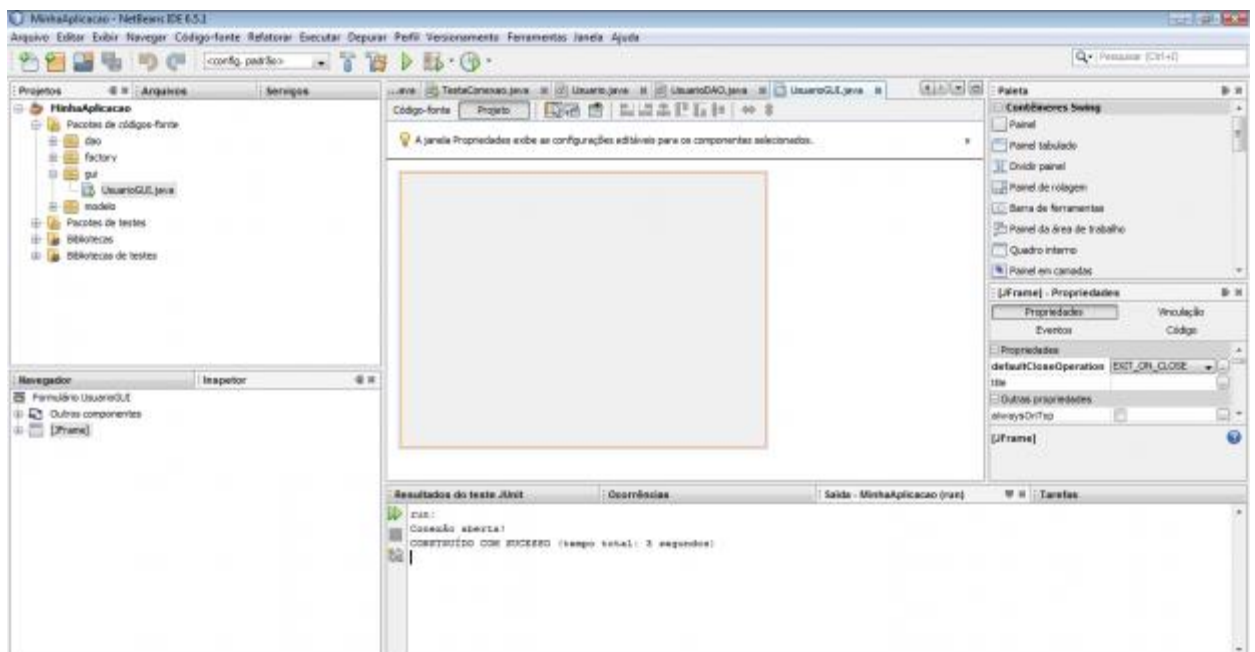 MinhaAplicacao - NetBeans IDE 6.5.1
Arquivo Editar Exibir Navegar Código-fonte Refatorar Executar Depurar Perfil Versionamento Ferramentas Janela Ajuda
<config. padrão>
Pesquisar (Ctrl+I)
Projetos
Arquivos
Serviços
MinhaAplicacao
Pacotes de códigos-fonte
dao
factory
gui
UsuarioGUI.java
modelo
Pacotes de testes
Bibliotecas
Bibliotecas de testes
Navegador
Inspetor
Formulário UsuarioGUI
Outros componentes
[JFrame]
...ava TestaConexao.java Usuario.java UsuarioDAO.java UsuarioGUI.java
Código-fonte Projeto
A janela Propriedades exibe as configurações editáveis para os componentes selecionados.
Resultados do teste JUnit
Ocorrências
Saída - MinhaAplicacao (run)
Tarefas
run:
Conexão aberta!
CONSTRUÍDO COM SUCESSO (tempo total: 3 segundos)
Paleta
Contêineres Swing
Painel
Painel tabulado
Dividir painel
Painel de rolagem
Barra de ferramentas
Painel da área de trabalho
Quadro interno
Painel em camadas
[JFrame] - Propriedades
Propriedades Vinculação
Eventos Código
Propriedades
defaultCloseOperation EXIT_ON_CLOSE
title
Outras propriedades
alwaysOnTop
[JFrame]